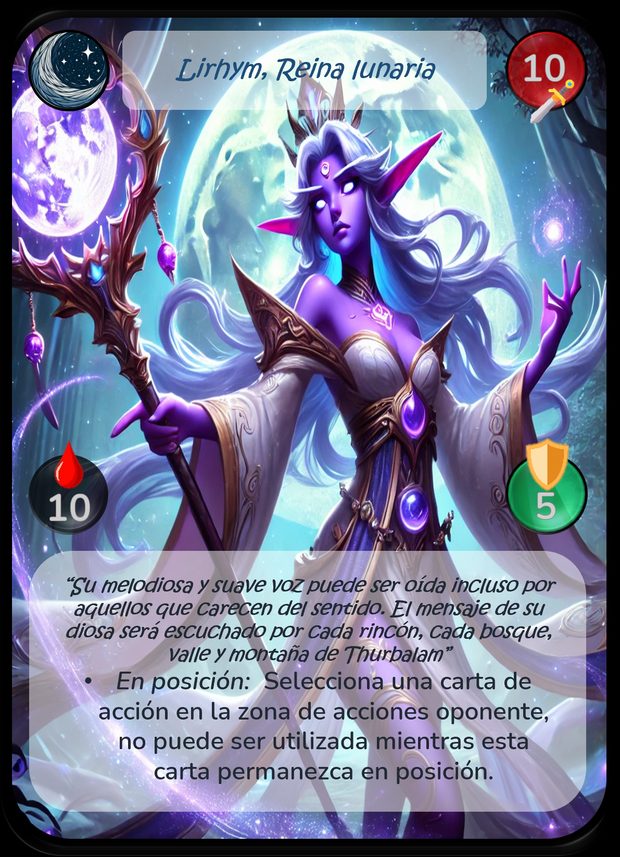 Lirhym, Reina lunaria
10
10
5
“Su melodiosa y suave voz puede ser oída incluso por
aquellos que carecen del sentido. El mensaje de su
diosa será escuchado por cada rincón, cada bosque,
valle y montaña de Thurbalam”
• En posición: Selecciona una carta de
acción en la zona de acciones oponente,
no puede ser utilizada mientras esta
carta permanezca en posición.